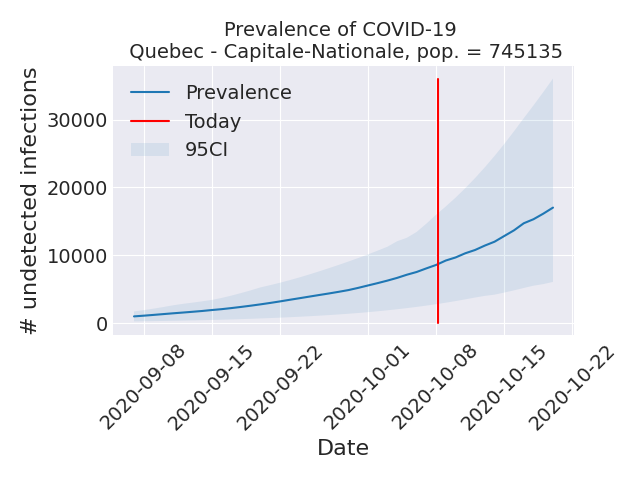 Prevalence of COVID-19
Quebec - Capitale-Nationale, pop. = 745135
Prevalence
Today
95CI
# undetected infections
30000
20000
10000
0
2020-09-08
2020-09-15
2020-09-22
2020-10-01
2020-10-08
2020-10-15
2020-10-22
Date